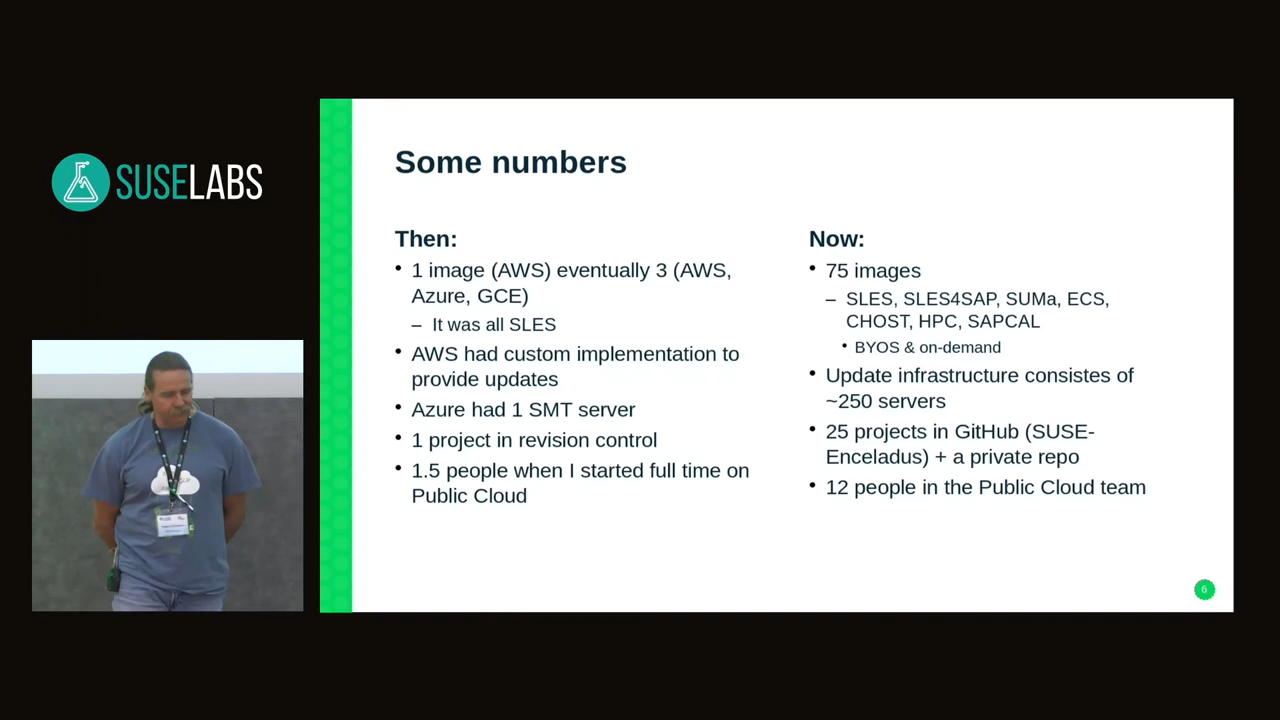 SUSELABS
Some numbers
Then:
• 1 image (AWS) eventually 3 (AWS,
Azure, GCE)
– It was all SLES
• AWS had custom implementation to
provide updates
• Azure had 1 SMT server
• 1 project in revision control
• 1.5 people when I started full time on
Public Cloud
Now:
• 75 images
– SLES, SLES4SAP, SUMa, ECS,
CHOST, HPC, SAPCAL
• BYOS & on-demand
• Update infrastructure consistes of
~250 servers
• 25 projects in GitHub (SUSE-
Enceladus) + a private repo
• 12 people in the Public Cloud team
6